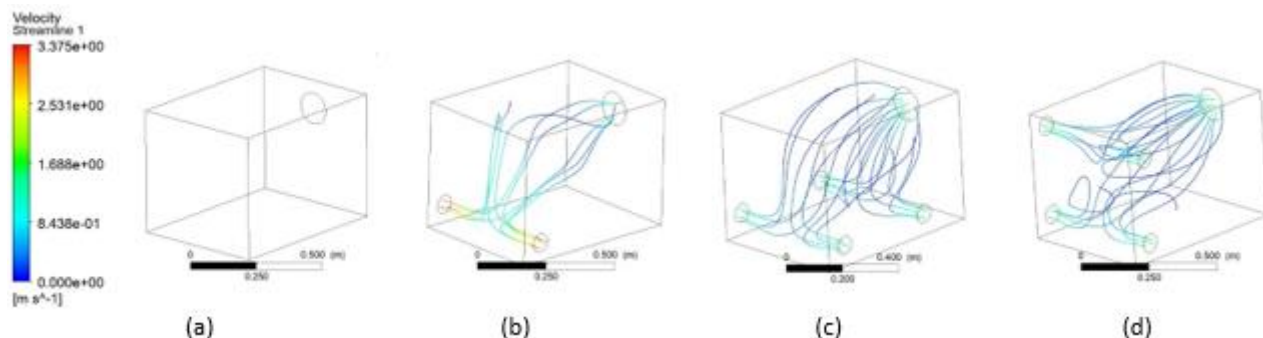 Velocity
Streamline 1
3.375e+00
2.531e+00
1.688e+00
8.438e-01
0.000e+00
[m s^-1]
0 0.500 (m)
0.250
(a)
0 0.500 (m)
0.250
(b)
0 0.400 (m)
0.200
(c)
0 0.500 (m)
0.250
(d)